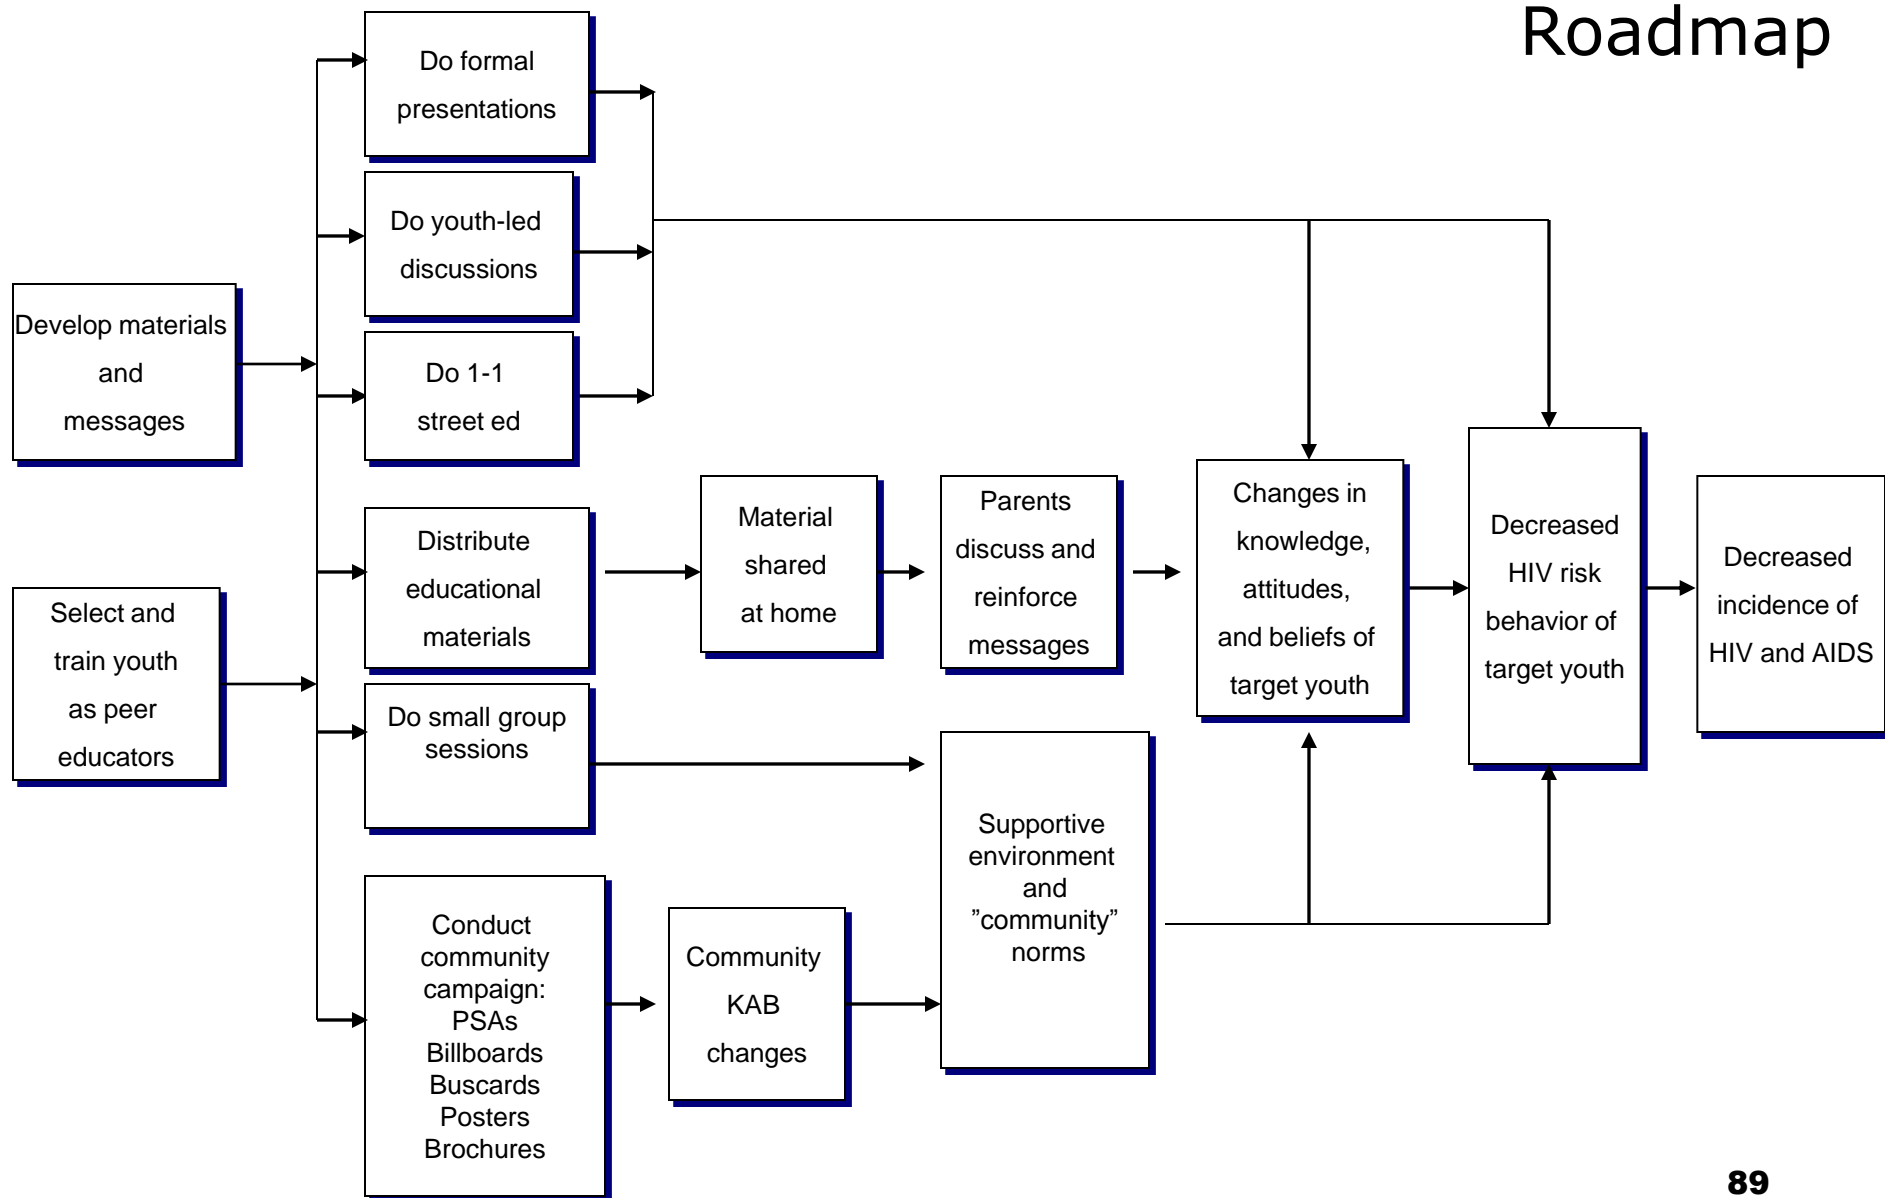 Roadmap
Do formal
presentations
Do youth-led
discussions
Develop materials
and
messages
Do 1-1
street ed
Distribute
educational
materials
Material
shared
at home
Parents
discuss and
reinforce
messages
Changes in
knowledge,
attitudes,
and beliefs of
target youth
Decreased
HIV risk
behavior of
target youth
Decreased
incidence of
HIV and AIDS
Select and
train youth
as peer
educators
Do small group
sessions
Supportive
environment
and
”community”
norms
Conduct
community
campaign:
PSAs
Billboards
Buscards
Posters
Brochures
Community
KAB
changes
89